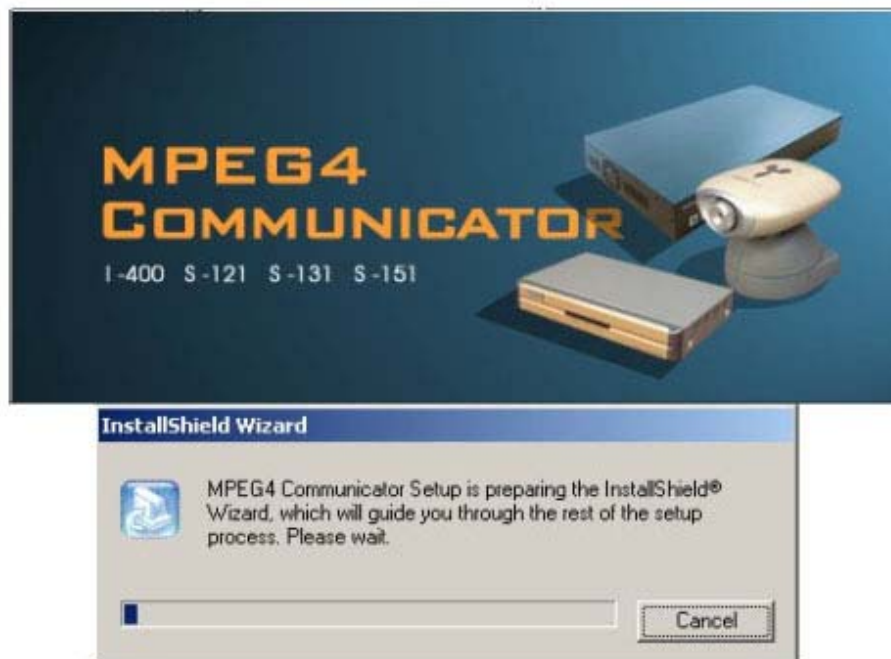 MPEG4
COMMUNICATOR
I-400 S-121 S-131 S-151
InstallShield Wizard
MPEG4 Communicator Setup is preparing the InstallShield®
Wizard, which will guide you through the rest of the setup
process. Please wait.
Cancel